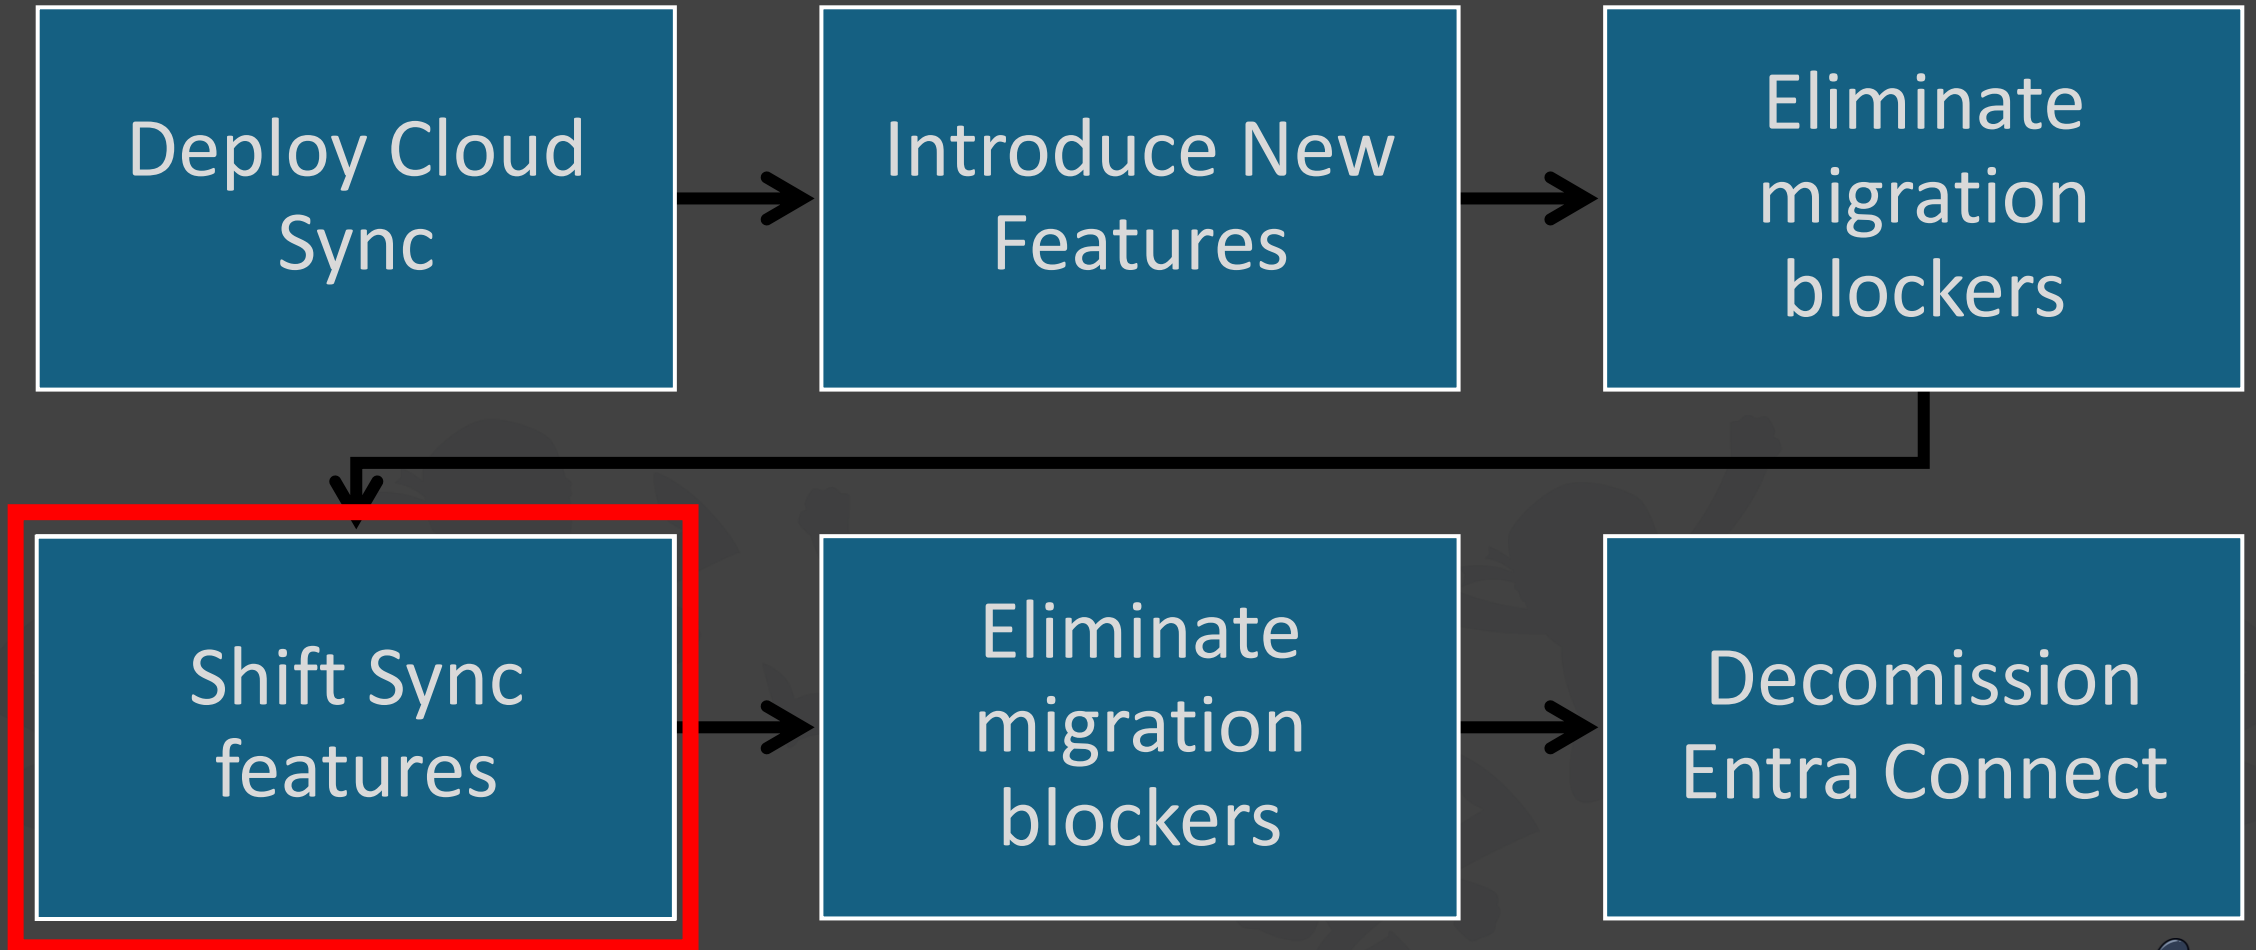 Deploy Cloud
Sync
Introduce New
Features
Eliminate
migration
blockers
Shift Sync
features
Eliminate
migration
blockers
Decomission
Entra Connect